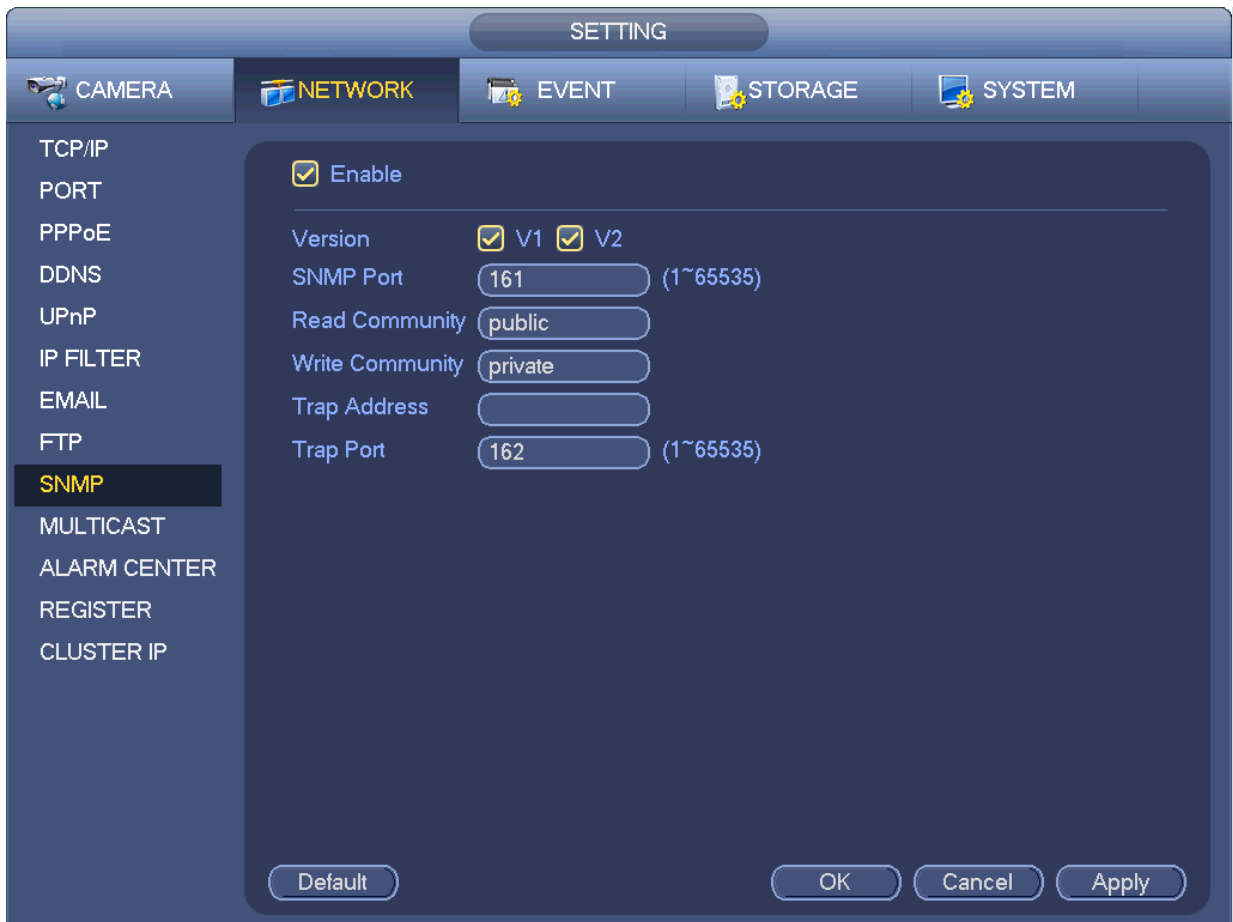 SETTING
CAMERA NETWORK EVENT STORAGE SYSTEM
TCP/IP
PORT
PPPoE
DDNS
UPnP
IP FILTER
EMAIL
FTP
SNMP
MULTICAST
ALARM CENTER
REGISTER
CLUSTER IP
Enable
Version V1 V2
SNMP Port 161 (1~65535)
Read Community public
Write Community private
Trap Address
Trap Port 162 (1~65535)
Default OK Cancel Apply